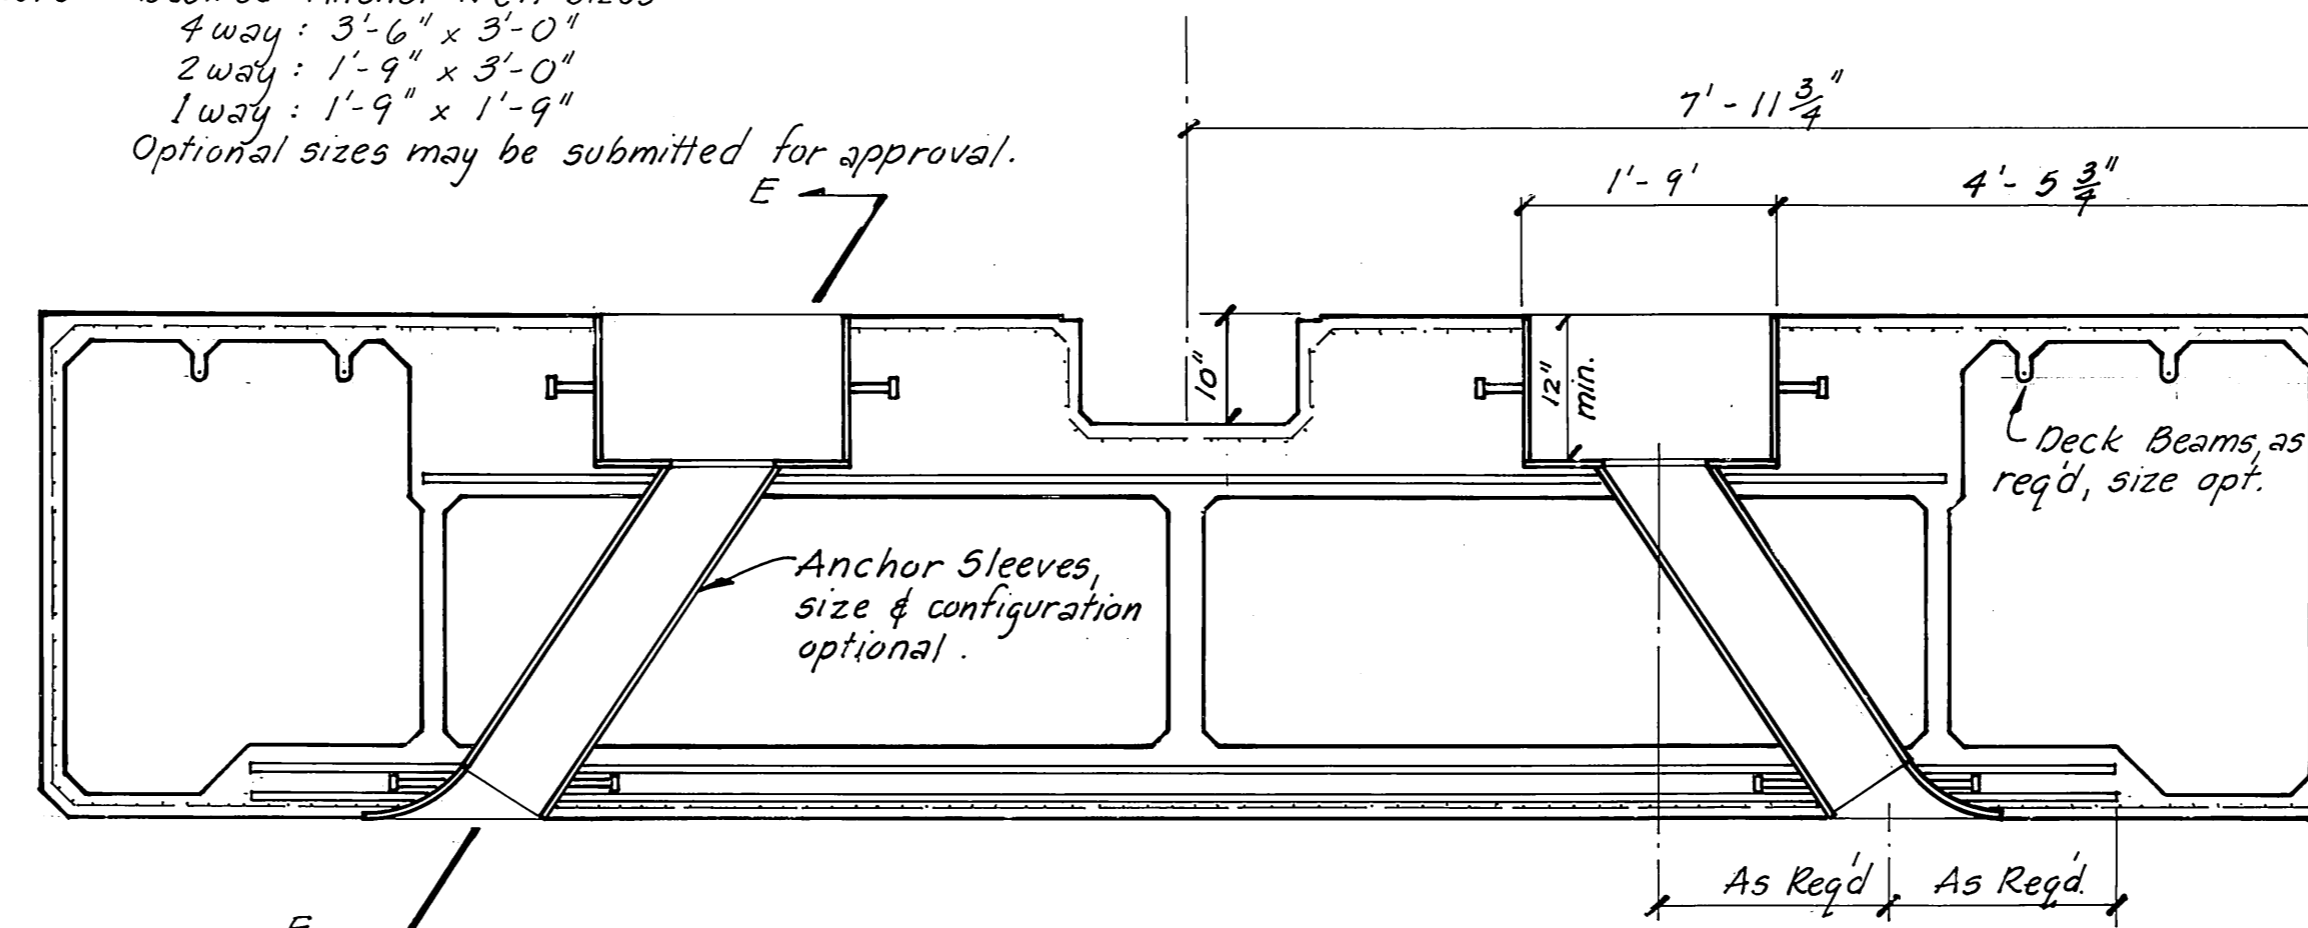 4 way : 3'-6" x 3'-0"
2 way : 1'-9" x 3'-0"
1 way : 1'-9" x 1'-9"
Optional sizes may be submitted for approval.
E
7' - 11 3/4"
1'- 9'
4'- 5 3/4"
10"
12"
min.
Deck Beams, as
req'd, size opt.
Anchor Sleeves,
size & configuration
optional.
As Req'd
As Req'd.
E